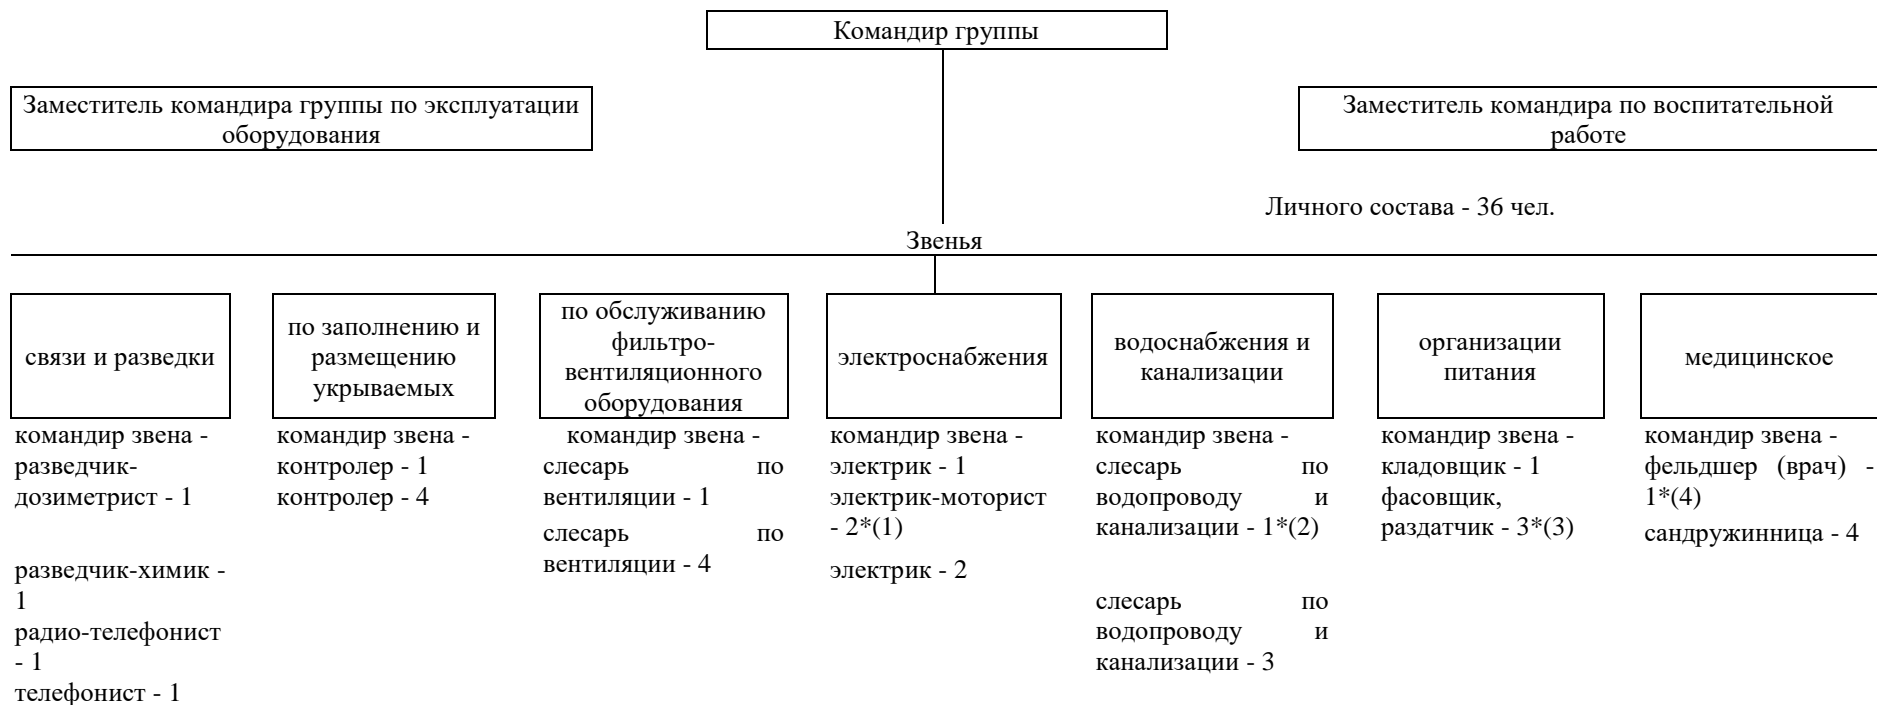 Командир группы
Заместитель командира группы по эксплуатации
оборудования
Заместитель командира по воспитательной
работе
Личного состава - 36 чел.
Звенья
связи и разведки
по заполнению и
размещению
укрываемых
по обслуживанию
фильтро-
вентиляционного
оборудования
электроснабжения
водоснабжения и
канализации
организации
питания
медицинское
командир звена -
разведчик-
дозиметрист - 1
разведчик-химик -
1
радио-телефонист
- 1
телефонист - 1
командир звена -
контролер - 1
контролер - 4
командир звена -
слесарь по
вентиляции - 1
слесарь по
вентиляции - 4
командир звена -
электрик - 1
электрик-моторист
- 2*(1)
электрик - 2
командир звена -
слесарь по
водопроводу и
канализации - 1*(2)
слесарь по
водопроводу и
канализации - 3
командир звена -
кладовщик - 1
фасовщик,
раздатчик - 3*(3)
командир звена -
фельдшер (врач) -
1*(4)
сандружинница - 4